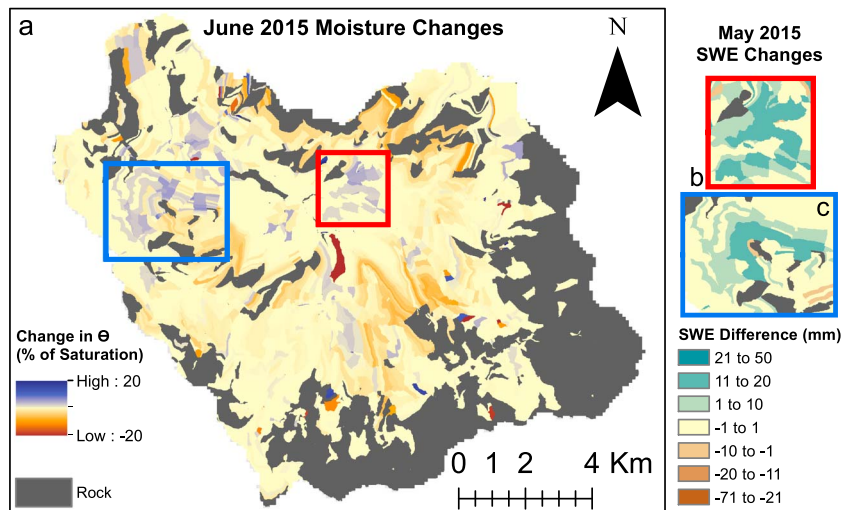 a
June 2015 Moisture Changes
N
May 2015
SWE Changes
b
c
Change in Θ
(% of Saturation)
High : 20
Low : -20
Rock
0 1 2 4 Km
SWE Difference (mm)
21 to 50
11 to 20
1 to 10
-1 to 1
-10 to -1
-20 to -11
-71 to -21